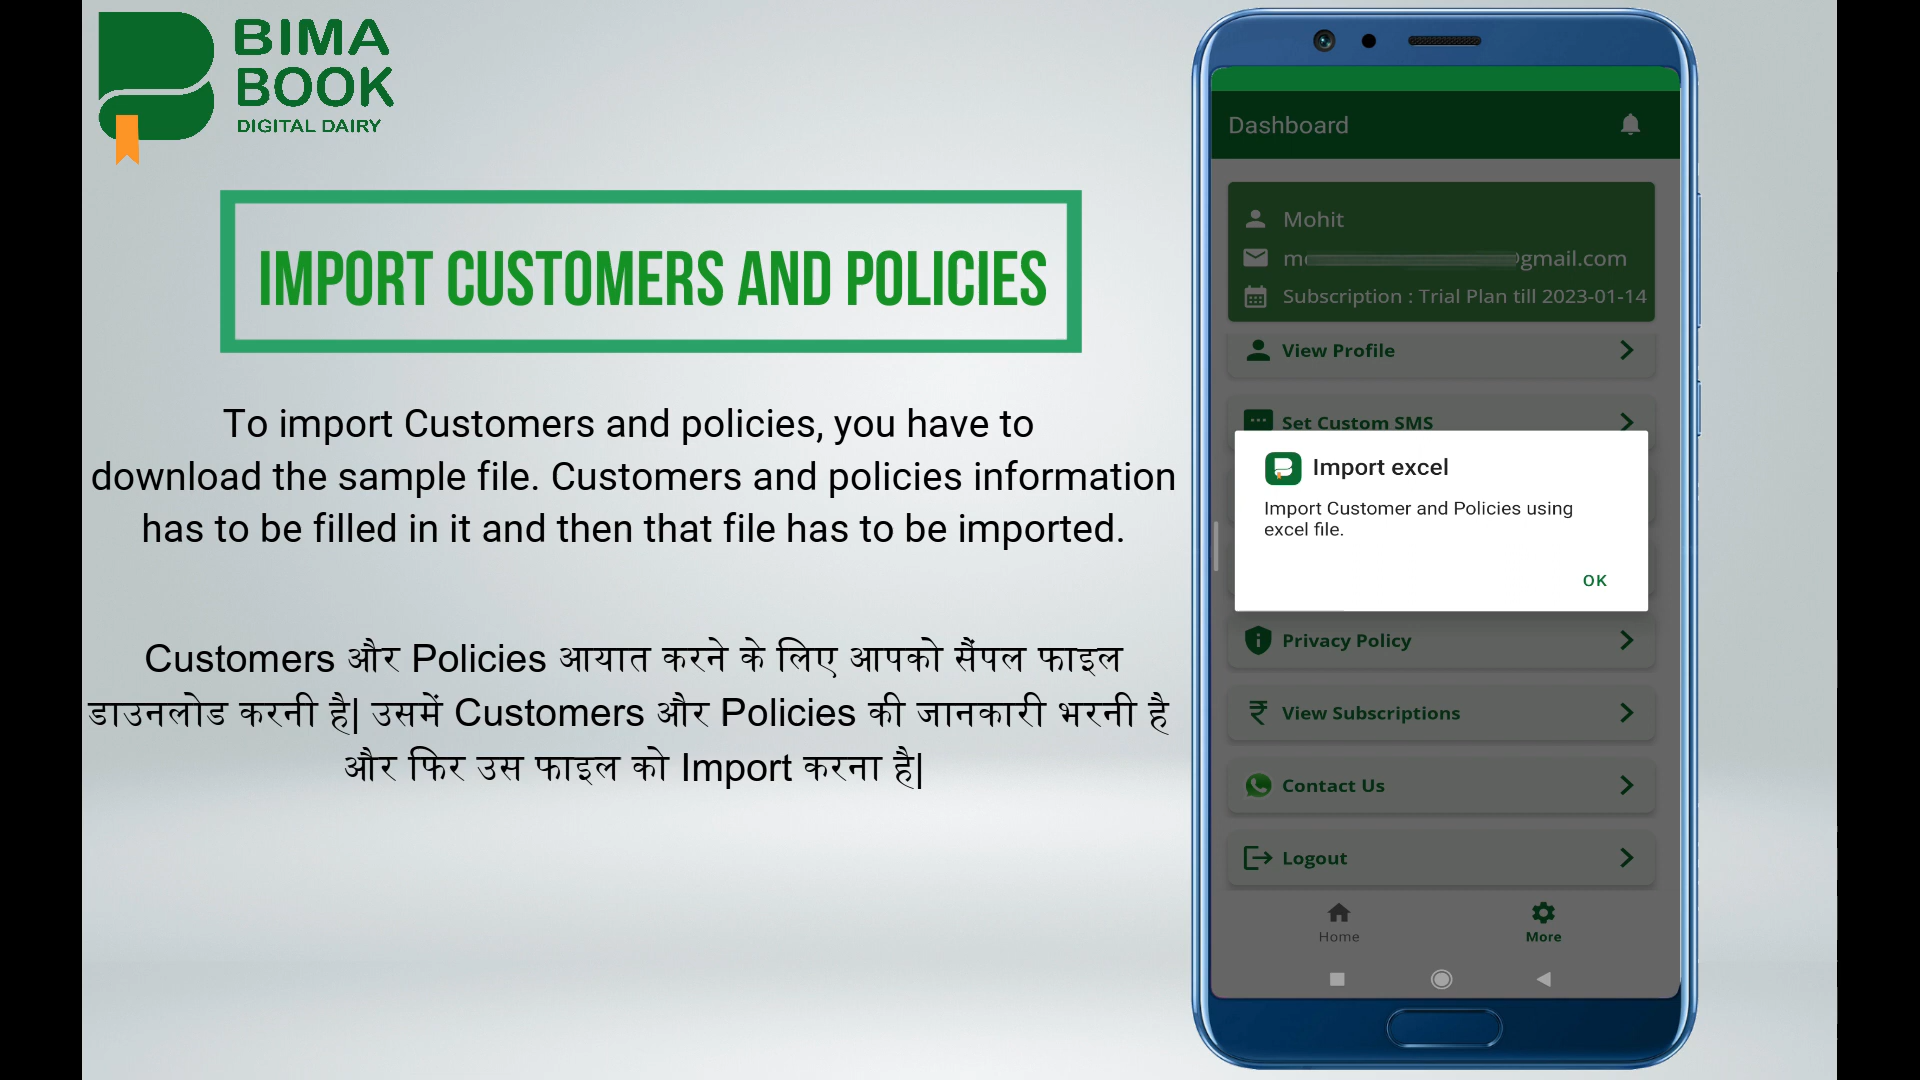 BIMA
BOOK
DIGITAL DAIRY
IMPORT CUSTOMERS AND POLICIES
To import Customers and policies, you have to
download the sample file. Customers and policies information
has to be filled in it and then that file has to be imported.
Customers और Policies आयात करने के लिए आपको सैंपल फाइल
डाउनलोड करनी है| उसमें Customers और Policies की जानकारी भरनी है
और फिर उस फाइल को Import करना है|
Dashboard
Mohit
@gmail.com
Subscription : Trial Plan till 2023-01-14
View Profile
Set Custom SMS
Import excel
Import Customer and Policies using
excel file.
OK
Privacy Policy
View Subscriptions
Contact Us
Logout
Home
More